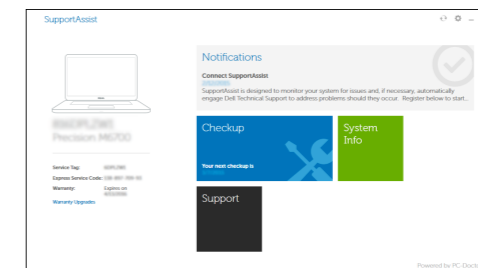 SupportAssist
Notifications
Connect SupportAssist
SupportAssist is designed to monitor your system for issues and, if necessary, automatically
engage Dell Technical Support to address problems should they occur. Register below to start...
Precision M6700
Service Tag:
Express Service Code:
Warranty: Expires on
Warranty Upgrades
Checkup
Your next checkup is
System
Info
Support
Powered by PC-Docto